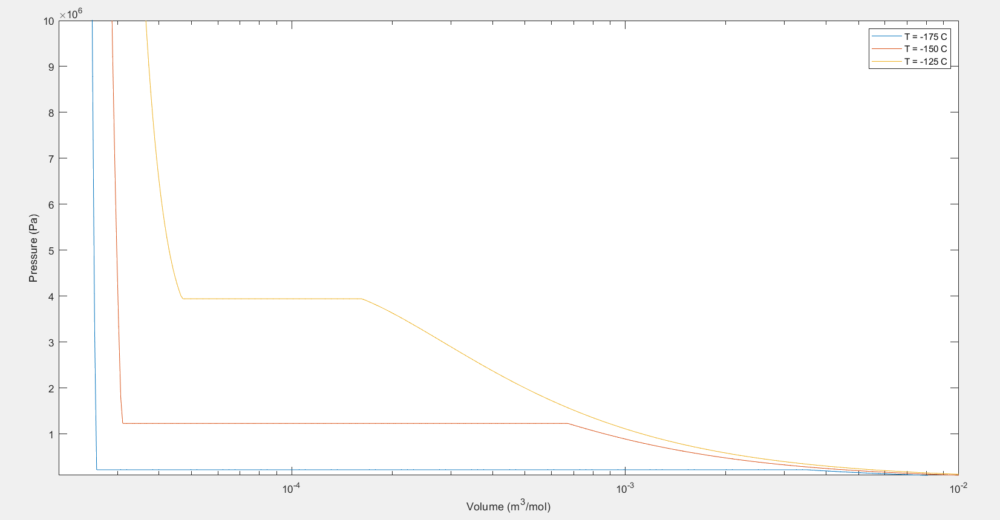 ×10^6
10
9
8
7
6
5
4
3
2
1
Pressure (Pa)
T = -175 C
T = -150 C
T = -125 C
10^-4
10^-3
10^-2
Volume (m^3/mol)